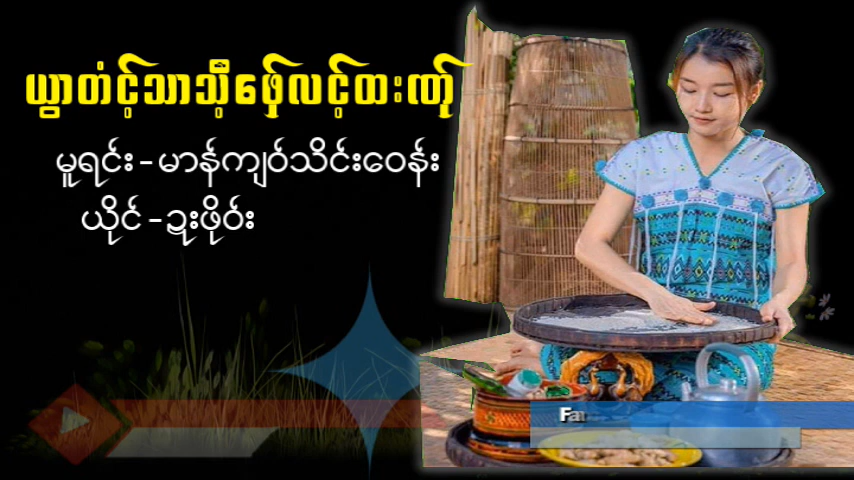 ယွာတံင့်သာသို့ဖှေ်လင့်ထးဏှ်
မူရင်း - မာန်ကျဝ်သိင်းဝေန်း
ယိုင် - ဍုးဖိုဝ်း
Fa